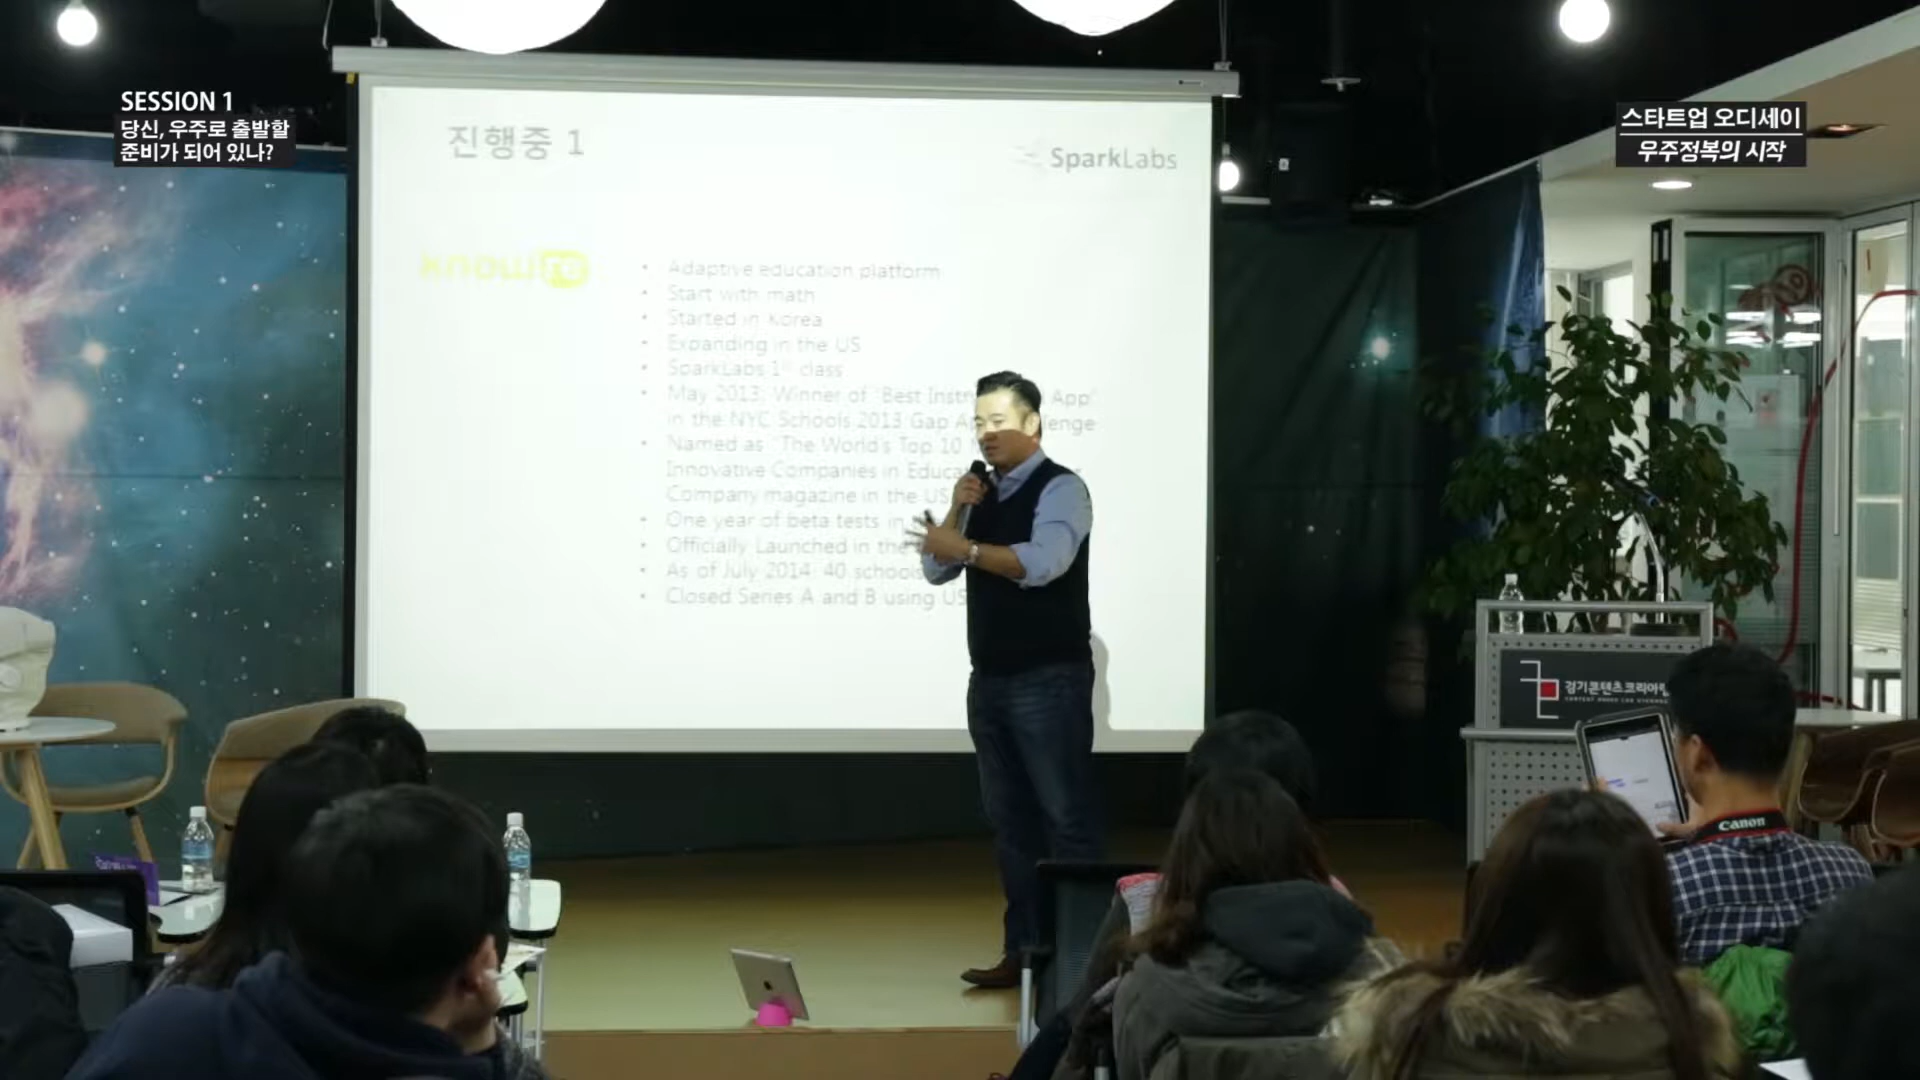 SESSION 1
당신, 우주로 출발할
준비가 되어 있나?
스타트업 오디세이
우주정복의 시작
진행중 1
SparkLabs
knowre
• Adaptive education platform
• Start with math
• Started in Korea
• Expanding in the US
• SparkLabs 1st class
• May 2013: Winner of "Best App"
in the NYC Schools 2013 Gap
• Named as "The World's Top 10
Innovative Companies in
Company magazine in the US
• One year of beta tests in
• Officially Launched in the
• As of July 2014: 40 schools
• Closed Series A and B using US
경기콘텐츠코리아랩
Canon